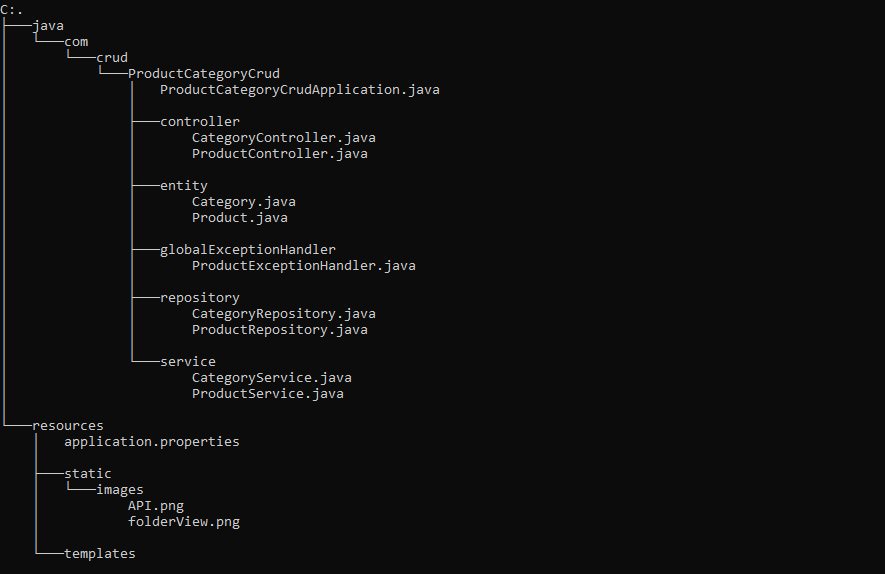 C:.
├───java
│   └───com
│       └───crud
│           └───ProductCategoryCrud
│               │   ProductCategoryCrudApplication.java
│               │
│               ├───controller
│               │       CategoryController.java
│               │       ProductController.java
│               │
│               ├───entity
│               │       Category.java
│               │       Product.java
│               │
│               ├───globalExceptionHandler
│               │       ProductExceptionHandler.java
│               │
│               ├───repository
│               │       CategoryRepository.java
│               │       ProductRepository.java
│               │
│               └───service
│                       CategoryService.java
│                       ProductService.java
│
└───resources
    │   application.properties
    │
    ├───static
    │   └───images
    │           API.png
    │           folderView.png
    │
    └───templates